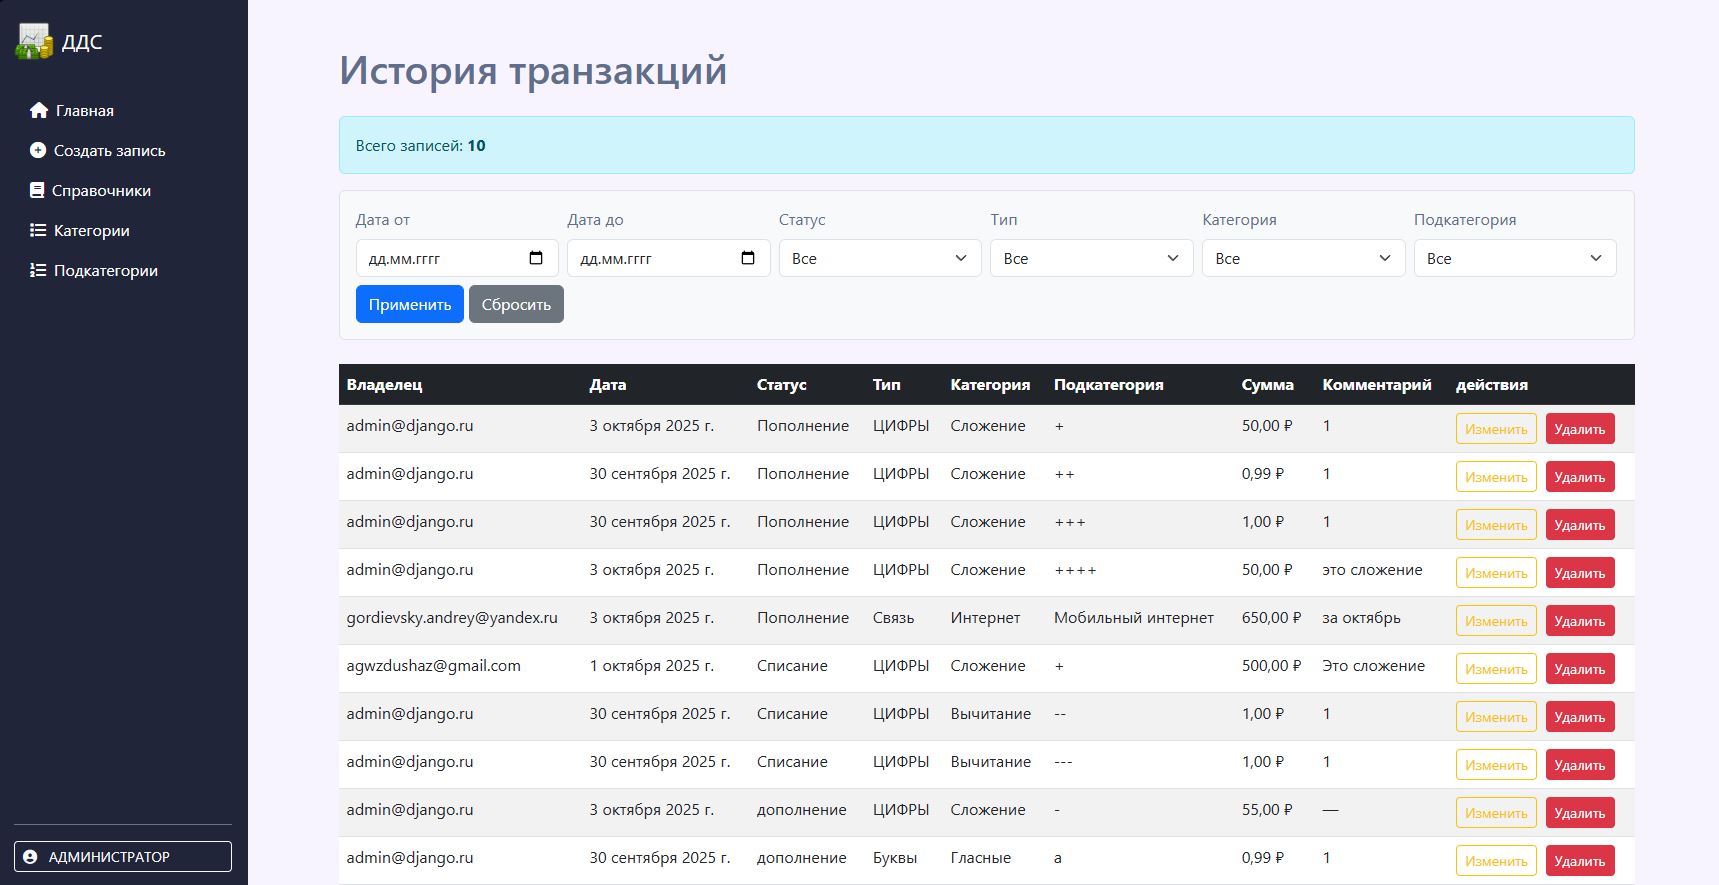 ДДС
Главная
Создать запись
Справочники
Категории
Подкатегории
АДМИНИСТРАТОР
История транзакций
Всего записей: 10
Дата от Дата до Статус Тип Категория Подкатегория
дд.мм.гггг дд.мм.гггг Все Все Все Все
Применить Сбросить
Владелец Дата Статус Тип Категория Подкатегория Сумма Комментарий действия
admin@django.ru 3 октября 2025 г. Пополнение ЦИФРЫ Сложение + 50,00 ₽ 1 Изменить Удалить
admin@django.ru 30 сентября 2025 г. Пополнение ЦИФРЫ Сложение ++ 0,99 ₽ 1 Изменить Удалить
admin@django.ru 30 сентября 2025 г. Пополнение ЦИФРЫ Сложение +++ 1,00 ₽ 1 Изменить Удалить
admin@django.ru 3 октября 2025 г. Пополнение ЦИФРЫ Сложение ++++ 50,00 ₽ это сложение Изменить Удалить
gordievsky.andrey@yandex.ru 3 октября 2025 г. Пополнение Связь Интернет Мобильный интернет 650,00 ₽ за октябрь Изменить Удалить
agwzdushaz@gmail.com 1 октября 2025 г. Списание ЦИФРЫ Сложение + 500,00 ₽ Это сложение Изменить Удалить
admin@django.ru 30 сентября 2025 г. Списание ЦИФРЫ Вычитание -- 1,00 ₽ 1 Изменить Удалить
admin@django.ru 30 сентября 2025 г. Списание ЦИФРЫ Вычитание --- 1,00 ₽ 1 Изменить Удалить
admin@django.ru 3 октября 2025 г. дополнение ЦИФРЫ Сложение - 55,00 ₽ — Изменить Удалить
admin@django.ru 30 сентября 2025 г. дополнение Буквы Гласные а 0,99 ₽ 1 Изменить Удалить